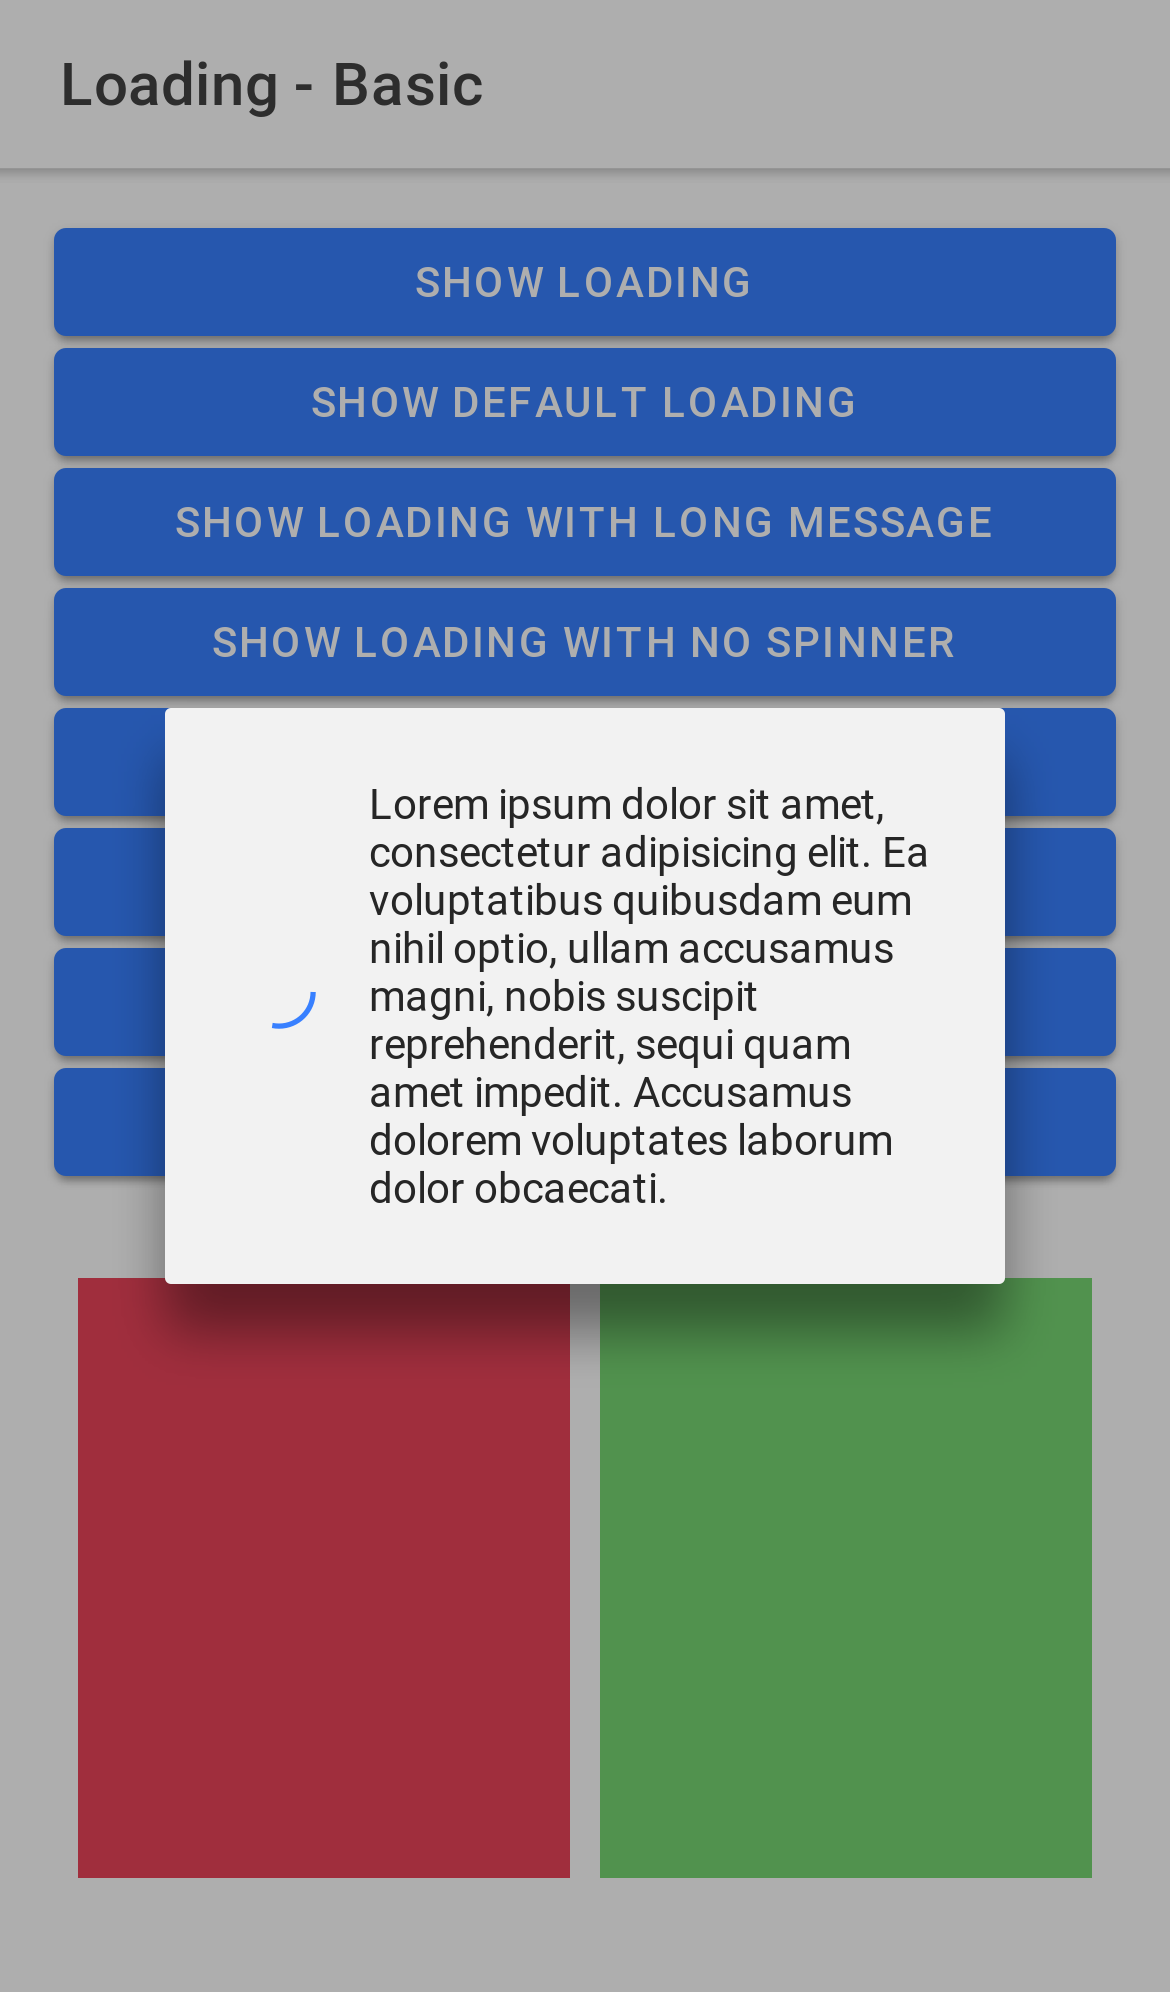 Loading - Basic
SHOW LOADING
SHOW DEFAULT LOADING
SHOW LOADING WITH LONG MESSAGE
SHOW LOADING WITH NO SPINNER
Lorem ipsum dolor sit amet,
consectetur adipisicing elit. Ea
voluptatibus quibusdam eum
nihil optio, ullam accusamus
magni, nobis suscipit
reprehenderit, sequi quam
amet impedit. Accusamus
dolorem voluptates laborum
dolor obcaecati.